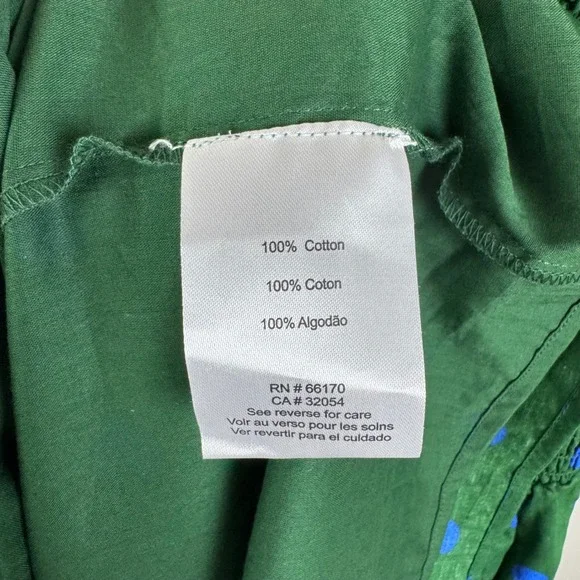 100% Cotton
100% Coton
100% Algodão
RN # 66170
CA # 32054
See reverse for care
Voir au verso pour les soins
Ver revertir para el cuidado